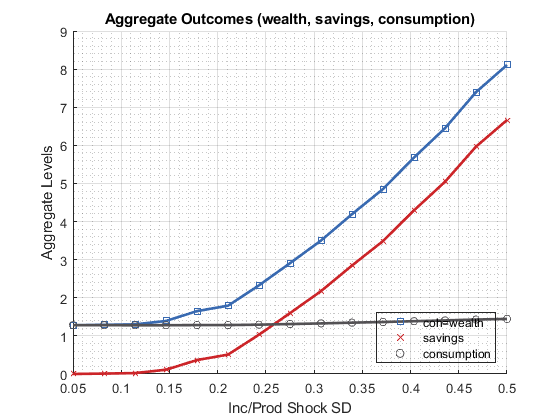 Aggregate Outcomes (wealth, savings, consumption)
9
8
7
6
5
4
3
2
1
0
Aggregate Levels
coh=wealth
savings
consumption
0.05 0.1 0.15 0.2 0.25 0.3 0.35 0.4 0.45 0.5
Inc/Prod Shock SD